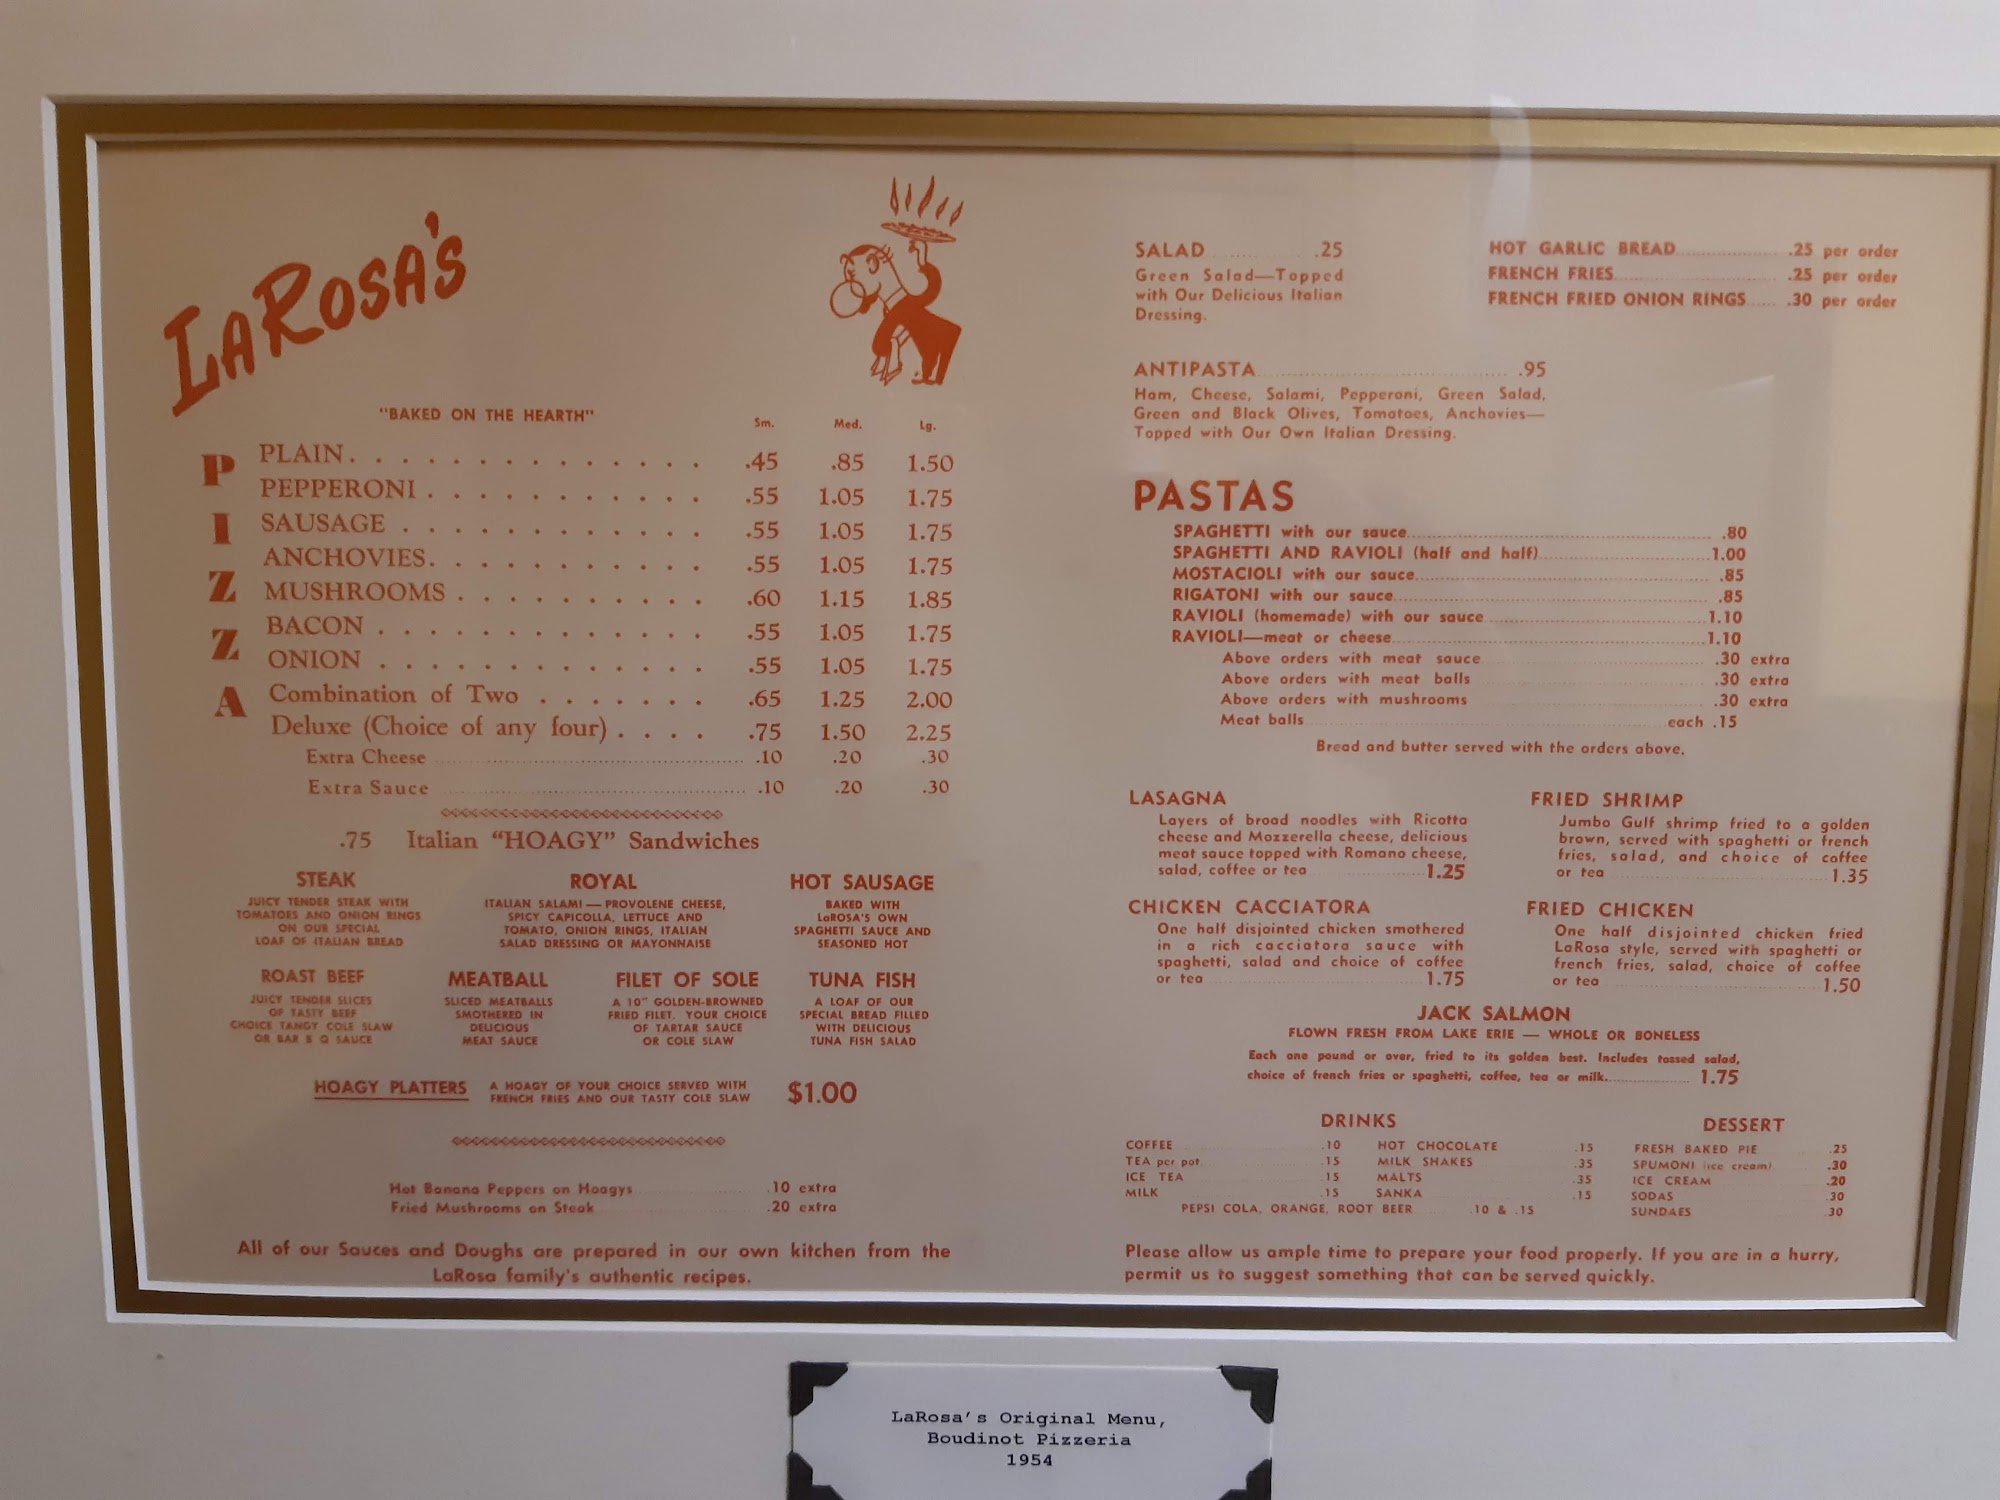 LAROSA'S
"BAKED ON THE HEARTH"
Sm. Med. Lg.
PIZZA
PLAIN . . . . . . . . . . . . . . .45 .85 1.50
PEPPERONI . . . . . . . . . . . .55 1.05 1.75
SAUSAGE . . . . . . . . . . . . .55 1.05 1.75
ANCHOVIES . . . . . . . . . . . .55 1.05 1.75
MUSHROOMS . . . . . . . . . . .60 1.15 1.85
BACON . . . . . . . . . . . . . .55 1.05 1.75
ONION . . . . . . . . . . . . . .55 1.05 1.75
Combination of Two . . . . . . . .65 1.25 2.00
Deluxe (Choice of any four) . . . . .75 1.50 2.25
Extra Cheese .10 .20 .30
Extra Sauce .10 .20 .30
.75 Italian "HOAGY" Sandwiches
STEAK
JUICY TENDER STEAK WITH
TOMATOES AND ONION RINGS
ON OUR SPECIAL
LOAF OF ITALIAN BREAD
ROYAL
ITALIAN SALAMI — PROVOLENE CHEESE,
SPICY CAPICOLLA, LETTUCE AND
TOMATO, ONION RINGS, ITALIAN
SALAD DRESSING OR MAYONNAISE
HOT SAUSAGE
BAKED WITH
LaROSA'S OWN
SPAGHETTI SAUCE AND
SEASONED HOT
ROAST BEEF
JUICY TENDER SLICES
OF TASTY BEEF
CHOICE TANGY COLE SLAW
OR BAR B Q SAUCE
MEATBALL
SLICED MEATBALLS
SMOTHERED IN
DELICIOUS
MEAT SAUCE
FILET OF SOLE
A 10" GOLDEN-BROWNED
FRIED FILET. YOUR CHOICE
OF TARTAR SAUCE
OR COLE SLAW
TUNA FISH
A LOAF OF OUR
SPECIAL BREAD FILLED
WITH DELICIOUS
TUNA FISH SALAD
HOAGY PLATTERS A HOAGY OF YOUR CHOICE SERVED WITH
FRENCH FRIES AND OUR TASTY COLE SLAW $1.00
Hot Banana Peppers on Hoagys .10 extra
Fried Mushrooms on Steak .20 extra
All of our Sauces and Doughs are prepared in our own kitchen from the
LaRosa family's authentic recipes.
SALAD .25
Green Salad—Topped
with Our Delicious Italian
Dressing.
HOT GARLIC BREAD .25 per order
FRENCH FRIES .25 per order
FRENCH FRIED ONION RINGS .30 per order
ANTIPASTA .95
Ham, Cheese, Salami, Pepperoni, Green Salad,
Green and Black Olives, Tomatoes, Anchovies—
Topped with Our Own Italian Dressing.
PASTAS
SPAGHETTI with our sauce .80
SPAGHETTI AND RAVIOLI (half and half) 1.00
MOSTACIOLI with our sauce .85
RIGATONI with our sauce .85
RAVIOLI (homemade) with our sauce 1.10
RAVIOLI—meat or cheese 1.10
Above orders with meat sauce .30 extra
Above orders with meat balls .30 extra
Above orders with mushrooms .30 extra
Meat balls each .15
Bread and butter served with the orders above.
LASAGNA
Layers of broad noodles with Ricotta
cheese and Mozzerella cheese, delicious
meat sauce topped with Romano cheese,
salad, coffee or tea 1.25
FRIED SHRIMP
Jumbo Gulf shrimp fried to a golden
brown, served with spaghetti or french
fries, salad, and choice of coffee
or tea 1.35
CHICKEN CACCIATORA
One half disjointed chicken smothered
in a rich cacciatora sauce with
spaghetti, salad and choice of coffee
or tea 1.75
FRIED CHICKEN
One half disjointed chicken fried
LaRosa style, served with spaghetti or
french fries, salad, choice of coffee
or tea 1.50
JACK SALMON
FLOWN FRESH FROM LAKE ERIE — WHOLE OR BONELESS
Each one pound or over, fried to its golden best. Includes tossed salad,
choice of french fries or spaghetti, coffee, tea or milk. 1.75
DRINKS
COFFEE .10
TEA per pot .15
ICE TEA .15
MILK .15
HOT CHOCOLATE .15
MILK SHAKES .35
MALTS .35
SANKA .15
PEPSI COLA, ORANGE, ROOT BEER .10 & .15
DESSERT
FRESH BAKED PIE .25
SPUMONI (ice cream) .30
ICE CREAM .20
SODAS .30
SUNDAES .30
Please allow us ample time to prepare your food properly. If you are in a hurry,
permit us to suggest something that can be served quickly.
LaRosa's Original Menu,
Boudinot Pizzeria
1954